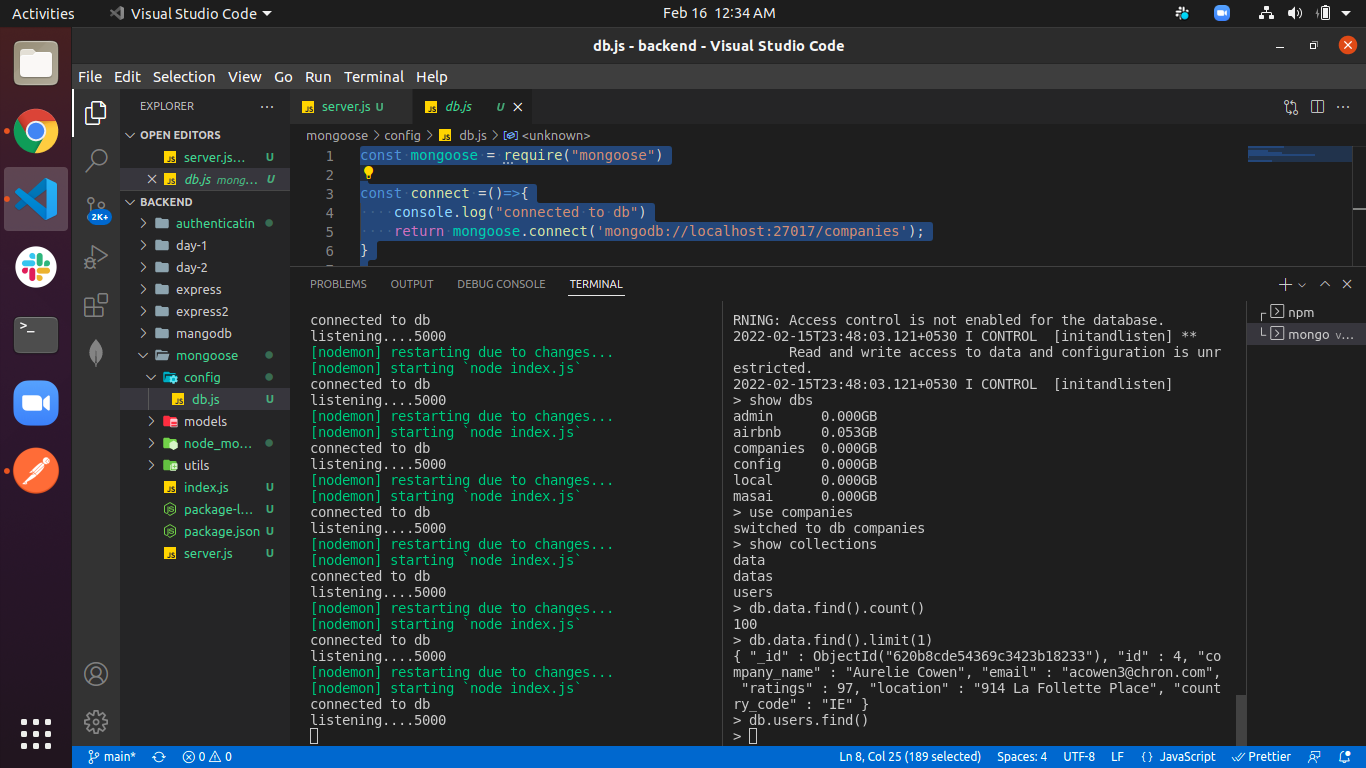 Activities
Visual Studio Code
Feb 16 12:34 AM
db.js - backend - Visual Studio Code
File Edit Selection View Go Run Terminal Help
EXPLORER
OPEN EDITORS
server.js... U
db.js mong... U
BACKEND
authenticatin
day-1
day-2
express
express2
mangodb
mongoose
config
db.js U
models
node_mo...
utils
index.js U
package-l... U
package.json U
server.js U
2K+
server.js U
db.js U
mongoose > config > db.js > <unknown>
1 const mongoose = require("mongoose")
2
3 const connect =()=>{
4 console.log("connected to db")
5 return mongoose.connect('mongodb://localhost:27017/companies');
6 }
PROBLEMS OUTPUT DEBUG CONSOLE TERMINAL
connected to db
listening....5000
[nodemon] restarting due to changes...
[nodemon] starting `node index.js`
connected to db
listening....5000
[nodemon] restarting due to changes...
[nodemon] starting `node index.js`
connected to db
listening....5000
[nodemon] restarting due to changes...
[nodemon] starting `node index.js`
connected to db
listening....5000
[nodemon] restarting due to changes...
[nodemon] starting `node index.js`
connected to db
listening....5000
[nodemon] restarting due to changes...
[nodemon] starting `node index.js`
connected to db
listening....5000
[nodemon] restarting due to changes...
[nodemon] starting `node index.js`
connected to db
listening....5000
RNING: Access control is not enabled for the database.
2022-02-15T23:48:03.121+0530 I CONTROL [initandlisten] **
Read and write access to data and configuration is unr
estricted.
2022-02-15T23:48:03.121+0530 I CONTROL [initandlisten]
> show dbs
admin 0.000GB
airbnb 0.053GB
companies 0.000GB
config 0.000GB
local 0.000GB
masai 0.000GB
> use companies
switched to db companies
> show collections
data
datas
users
> db.data.find().count()
100
> db.data.find().limit(1)
{ "_id" : ObjectId("620b8cde54369c3423b18233"), "id" : 4, "co
mpany_name" : "Aurelie Cowen", "email" : "acowen3@chron.com",
"ratings" : 97, "location" : "914 La Follette Place", "count
ry_code" : "IE" }
> db.users.find()
>
npm
mongo v...
main*
0 0
Ln 8, Col 25 (189 selected)
Spaces: 4
UTF-8
LF
{ } JavaScript
Prettier